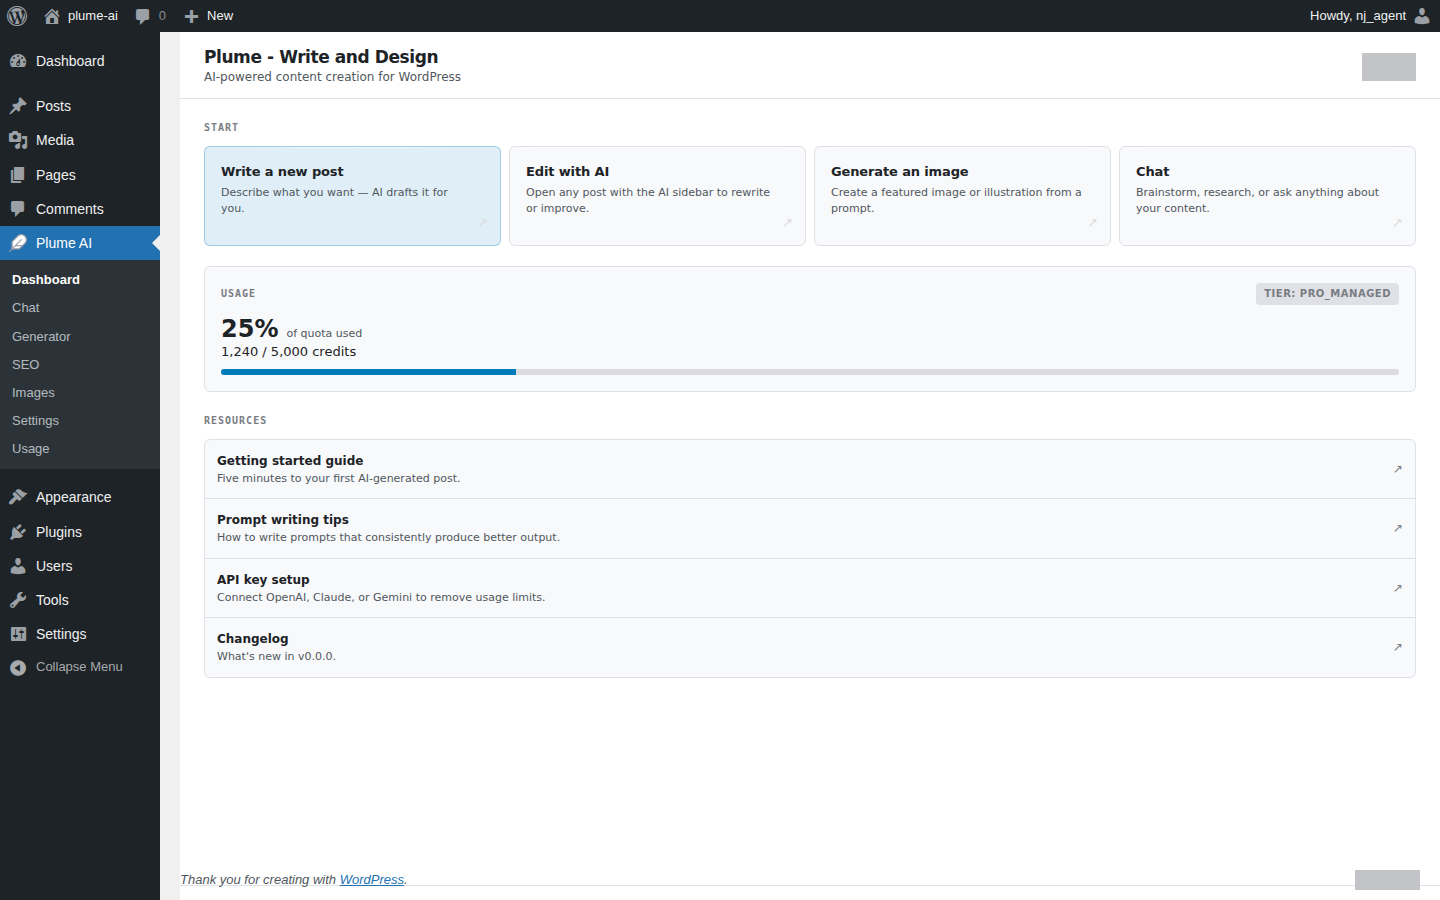 plume-ai
0
New
Howdy, nj_agent
Dashboard
Posts
Media
Pages
Comments
Plume AI
Dashboard
Chat
Generator
SEO
Images
Settings
Usage
Appearance
Plugins
Users
Tools
Settings
Collapse Menu
Plume - Write and Design
AI-powered content creation for WordPress
START
Write a new post
Describe what you want — AI drafts it for
you.
↗
Edit with AI
Open any post with the AI sidebar to rewrite
or improve.
↗
Generate an image
Create a featured image or illustration from a
prompt.
↗
Chat
Brainstorm, research, or ask anything about
your content.
↗
USAGE
TIER: PRO_MANAGED
25% of quota used
1,240 / 5,000 credits
RESOURCES
Getting started guide
Five minutes to your first AI-generated post.
↗
Prompt writing tips
How to write prompts that consistently produce better output.
↗
API key setup
Connect OpenAI, Claude, or Gemini to remove usage limits.
↗
Changelog
What's new in v0.0.0.
↗
Thank you for creating with WordPress.